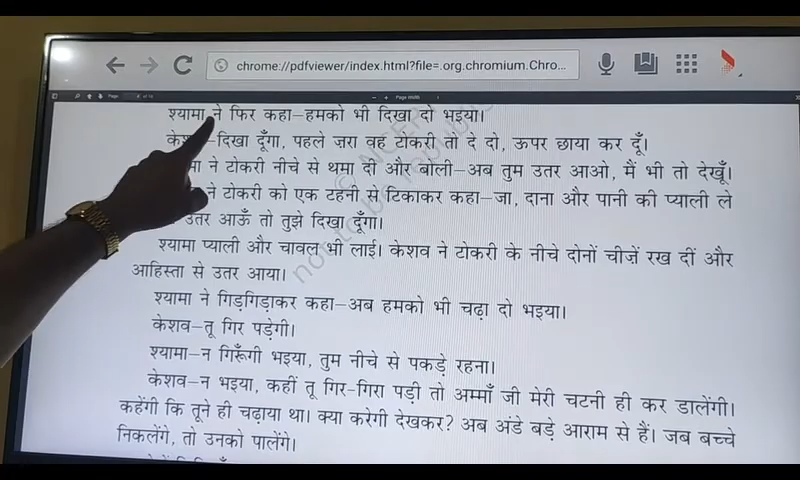 chrome://pdfviewer/index.html?file=.org.chromium.Chro...
श्यामा ने फिर कहा–हमको भी दिखा दो भइया।
–दिखा दूँगा, पहले ज़रा वह टोकरी तो दे दो, ऊपर छाया कर दूँ।
ने टोकरी नीचे से थमा दी और बोली–अब तुम उतर आओ, मैं भी तो देखूँ।
ने टोकरी को एक टहनी से टिकाकर कहा–जा, दाना और पानी की प्याली ले
उतर आऊँ तो तुझे दिखा दूँगा।
श्यामा प्याली और चावल भी लाई। केशव ने टोकरी के नीचे दोनों चीज़ें रख दीं और
आहिस्ता से उतर आया।
श्यामा ने गिड़गिड़ाकर कहा–अब हमको भी चढ़ा दो भइया।
केशव–तू गिर पड़ेगी।
श्यामा–न गिरूँगी भइया, तुम नीचे से पकड़े रहना।
केशव–न भइया, कहीं तू गिर-गिरा पड़ी तो अम्माँ जी मेरी चटनी ही कर डालेंगी।
कहेंगी कि तूने ही चढ़ाया था। क्या करेगी देखकर? अब अंडे बड़े आराम से हैं। जब बच्चे
निकलेंगे, तो उनको पालेंगे।